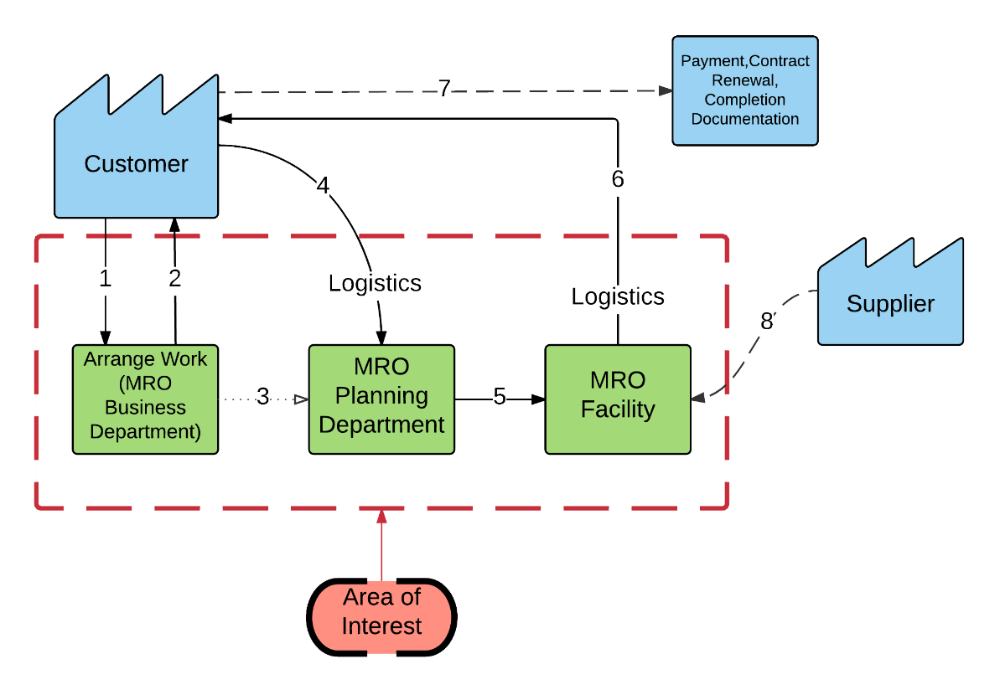 Payment,Contract
Renewal,
Completion
Documentation
7
Customer
6
4
1
2
Logistics
Logistics
Supplier
8
Arrange Work
(MRO
Business
Department)
3
MRO
Planning
Department
5
MRO
Facility
Area of
Interest